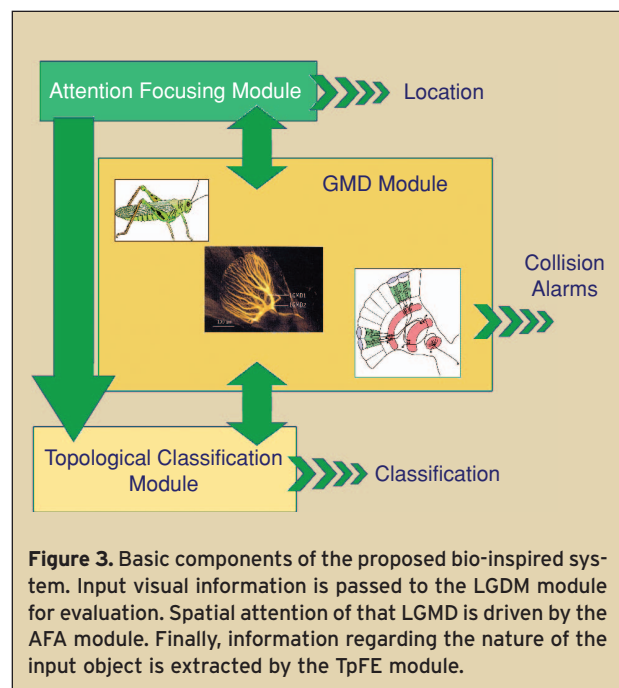 Attention Focusing Module
Location
GMD Module
LGMD1
LGMD2
Collision
Alarms
Topological Classification
Module
Classification
Figure 3. Basic components of the proposed bio-inspired sys-
tem. Input visual information is passed to the LGDM module
for evaluation. Spatial attention of that LGMD is driven by the
AFA module. Finally, information regarding the nature of the
input object is extracted by the TpFE module.